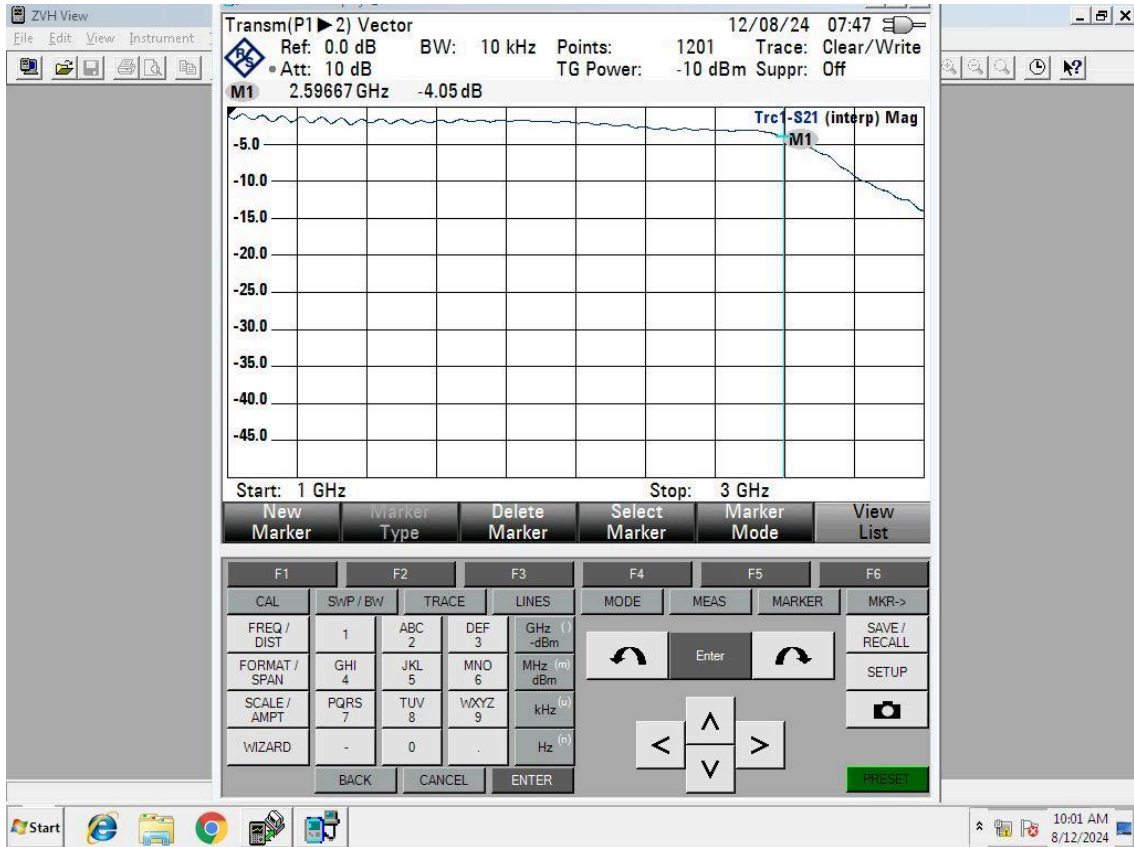 ZVH View
File Edit View Instrument
Transm(P1►2) Vector 12/08/24 07:47
Ref: 0.0 dB BW: 10 kHz Points: 1201 Trace: Clear/Write
Att: 10 dB TG Power: -10 dBm Suppr: Off
M1 2.59667 GHz -4.05 dB
Trc1-S21 (interp) Mag
M1
-5.0
-10.0
-15.0
-20.0
-25.0
-30.0
-35.0
-40.0
-45.0
Start: 1 GHz Stop: 3 GHz
New Marker Delete Select Marker View
Marker Type Marker Marker Mode List
F1 F2 F3 F4 F5 F6
CAL SWP / BW TRACE LINES MODE MEAS MARKER MKR->
FREQ / 1 ABC DEF GHz () SAVE /
DIST 2 3 -dBm Enter RECALL
FORMAT / GHI JKL MNO MHz (m) SETUP
SPAN 4 5 6 dBm
SCALE / PQRS TUV WXYZ kHz (u)
AMPT 7 8 9
WIZARD - 0 . Hz (n)
BACK CANCEL ENTER PRESET
Start 10:01 AM
8/12/2024